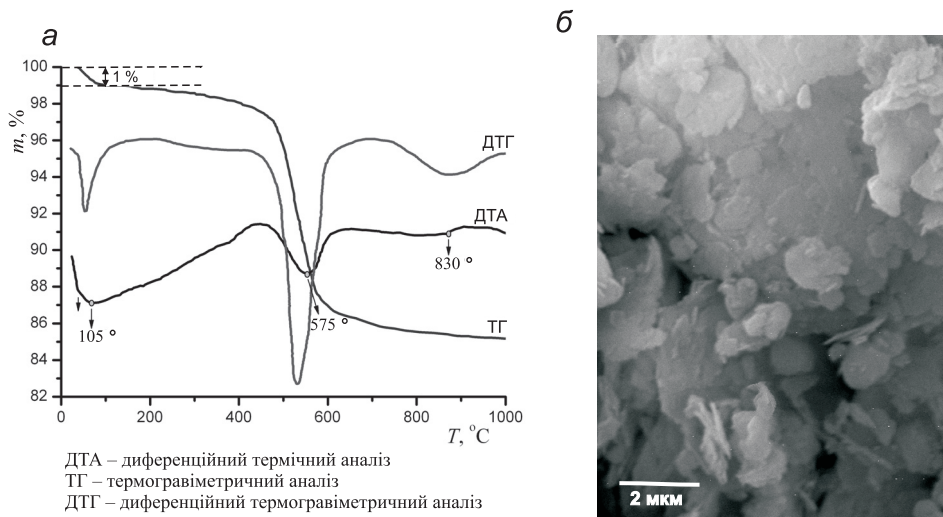 а
б
100
98
96
94
92
90
88
86
84
82
m, %
1 %
ДТГ
ДТА
830 °
105 °
575 °
ТГ
0
200
400
600
800
1000
T, °C
ДТА – диференційний термічний аналіз
ТГ – термогравіметричний аналіз
ДТГ – диференційний термогравіметричний аналіз
2 мкм